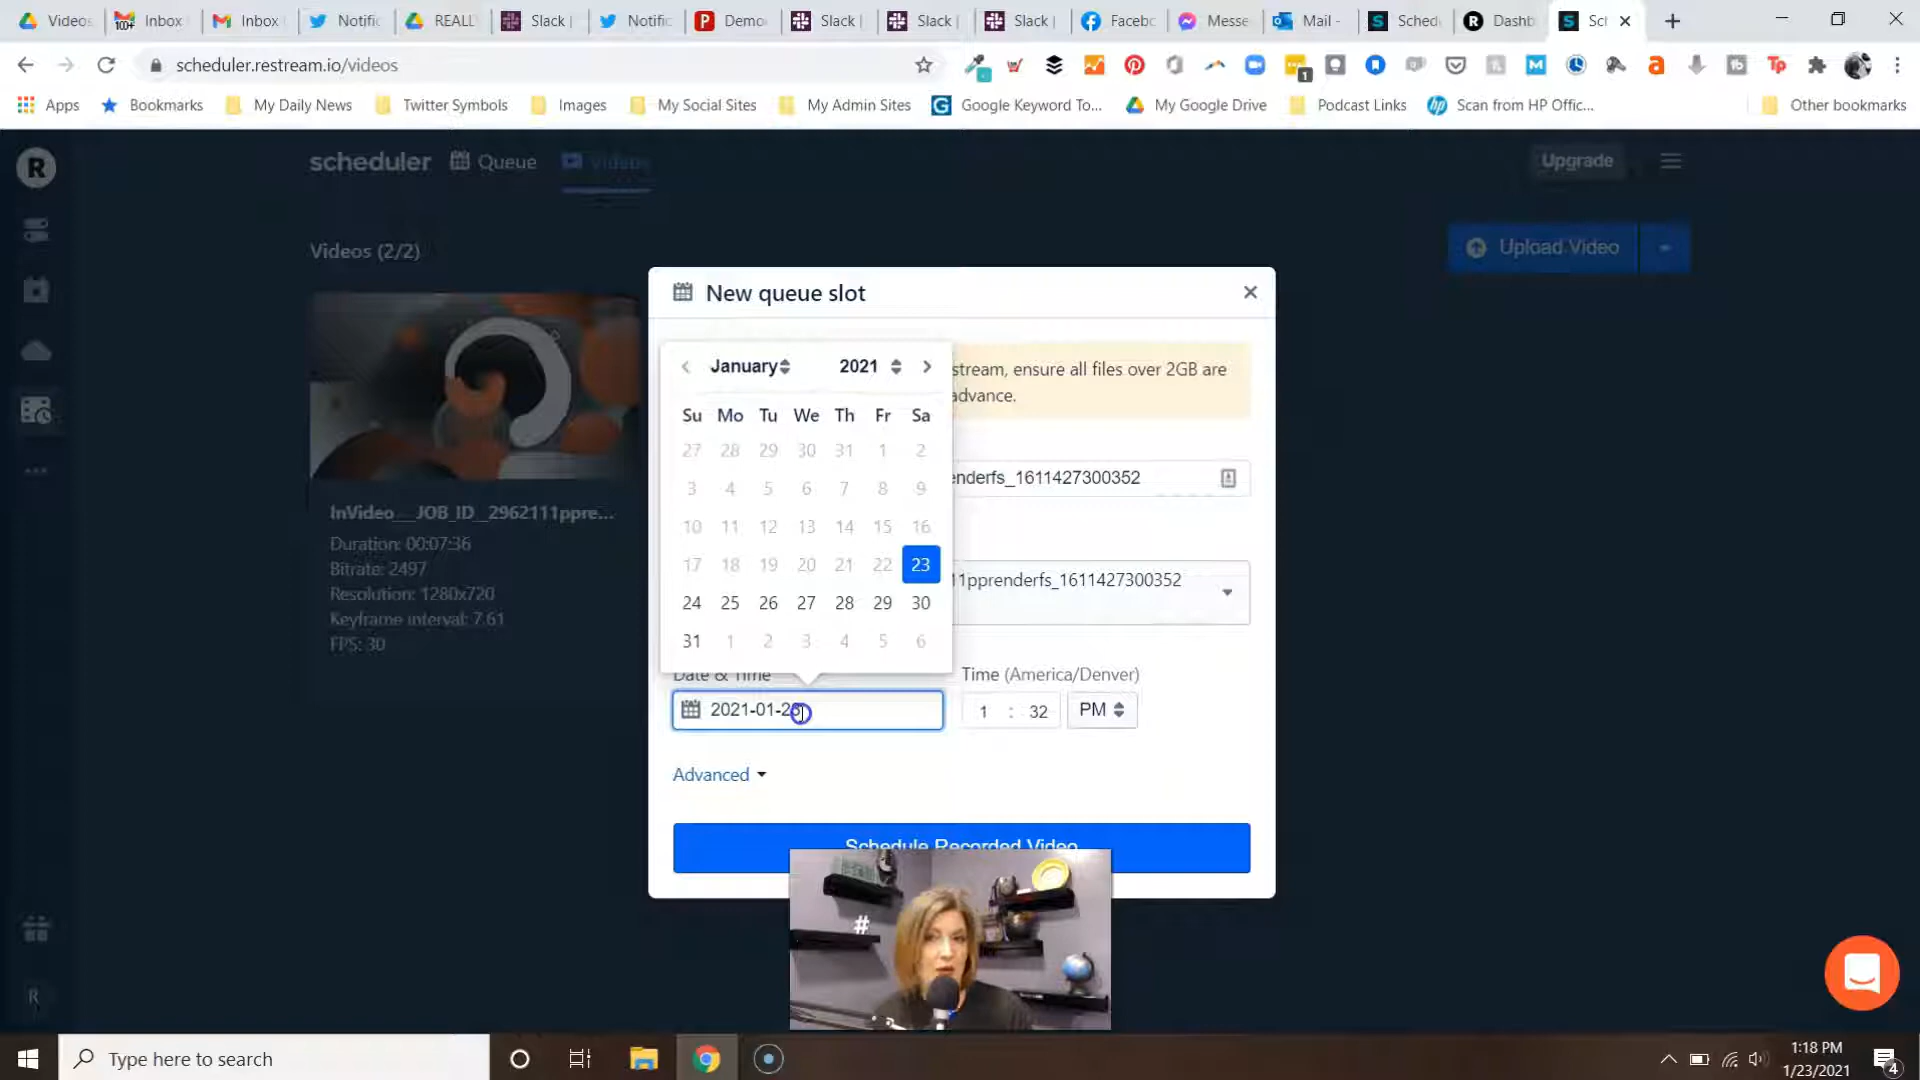 Videos Inbox Inbox Notific REALL Slack | Notific Demo Slack | Slack | Slack | Facebo Messe Mail - Sched Dashb Sch
scheduler.restream.io/videos
Apps Bookmarks My Daily News Twitter Symbols Images My Social Sites My Admin Sites Google Keyword To... My Google Drive Podcast Links Scan from HP Offic... Other bookmarks
R scheduler Queue Videos Upgrade
Videos (2/2) Upload Video
New queue slot
January 2021
stream, ensure all files over 2GB are
advance.
Su Mo Tu We Th Fr Sa
27 28 29 30 31 1 2
3 4 5 6 7 8 9
10 11 12 13 14 15 16
17 18 19 20 21 22 23
24 25 26 27 28 29 30
31 1 2 3 4 5 6
enderfs_1611427300352
11pprenderfs_1611427300352
InVideo__JOB_ID__2962111ppre...
Duration: 00:07:36
Bitrate: 2497
Resolution: 1280x720
Keyframe interval: 7.61
FPS: 30
Date & Time Time (America/Denver)
2021-01-23 1 : 32 PM
Advanced
Schedule Recorded Video
#
R
Type here to search
1:18 PM
1/23/2021
4